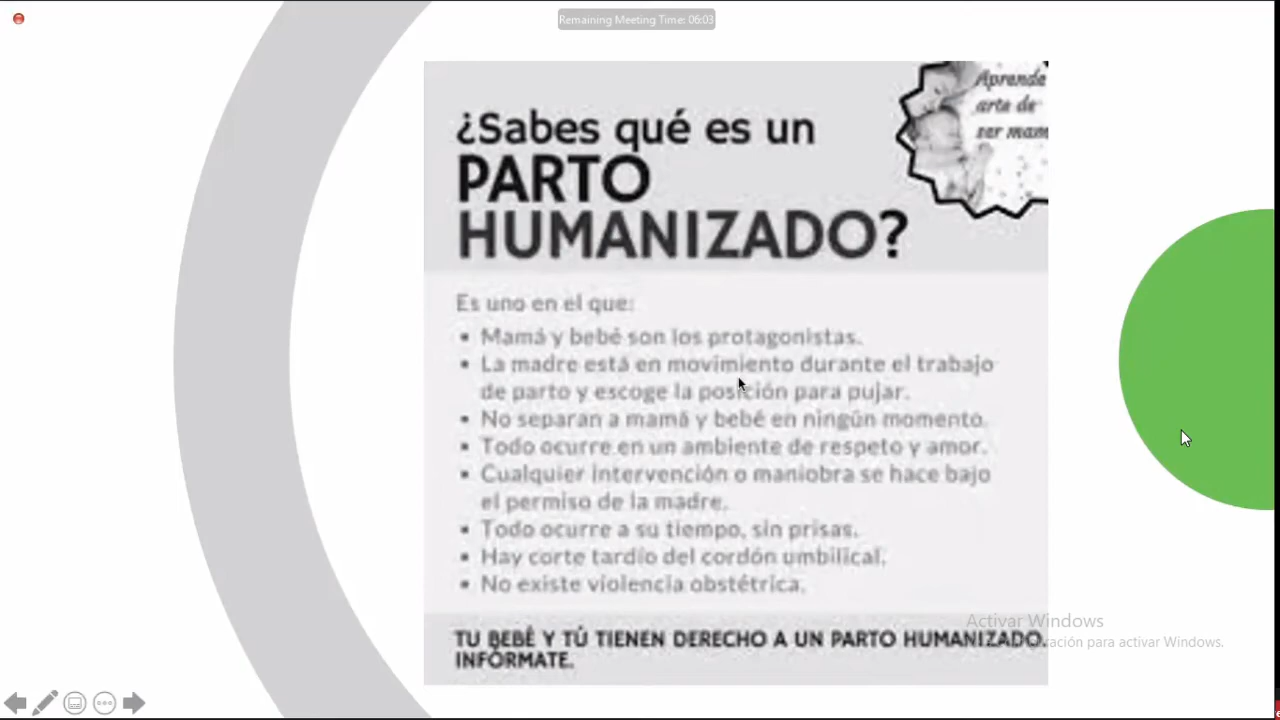 Remaining Meeting Time: 06:03
Aprende
arte de
ser mam
¿Sabes qué es un
PARTO
HUMANIZADO?
Es uno en el que:
• Mamá y bebé son los protagonistas.
• La madre está en movimiento durante el trabajo
de parto y escoge la posición para pujar.
• No separan a mamá y bebé en ningún momento.
• Todo ocurre en un ambiente de respeto y amor.
• Cualquier intervención o maniobra se hace bajo
el permiso de la madre.
• Todo ocurre a su tiempo, sin prisas.
• Hay corte tardío del cordón umbilical.
• No existe violencia obstétrica.
TU BEBÉ Y TÚ TIENEN DERECHO A UN PARTO HUMANIZADO.
INFÓRMATE.
Activar Windows
ración para activar Windows.